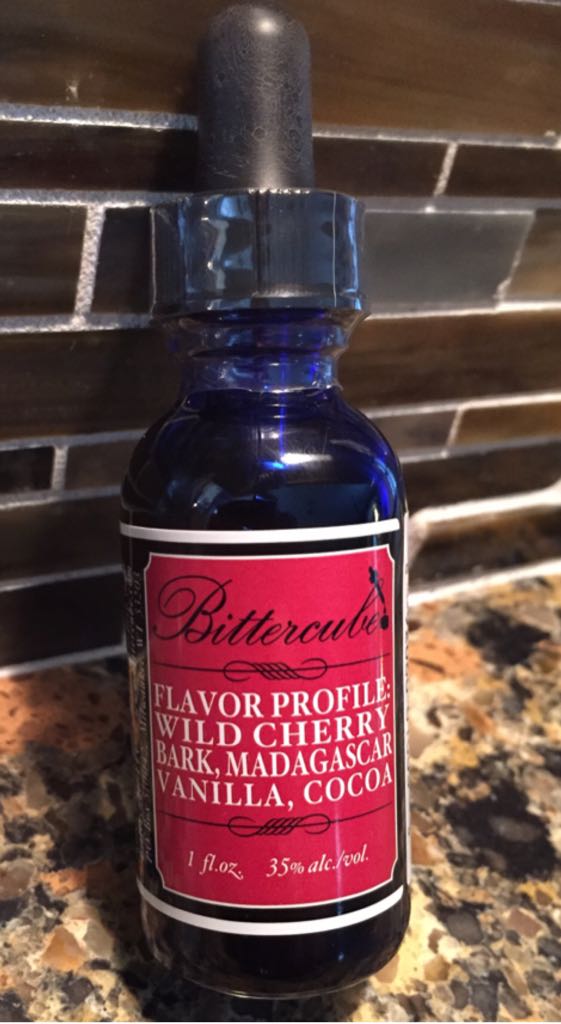 Bittercube
FLAVOR PROFILE:
WILD CHERRY
BARK, MADAGASCAR
VANILLA, COCOA
1 fl.oz. 35% alc./vol.